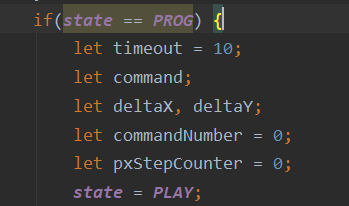 if(state == PROG) {
let timeout = 10;
let command;
let deltaX, deltaY;
let commandNumber = 0;
let pxStepCounter = 0;
state = PLAY;